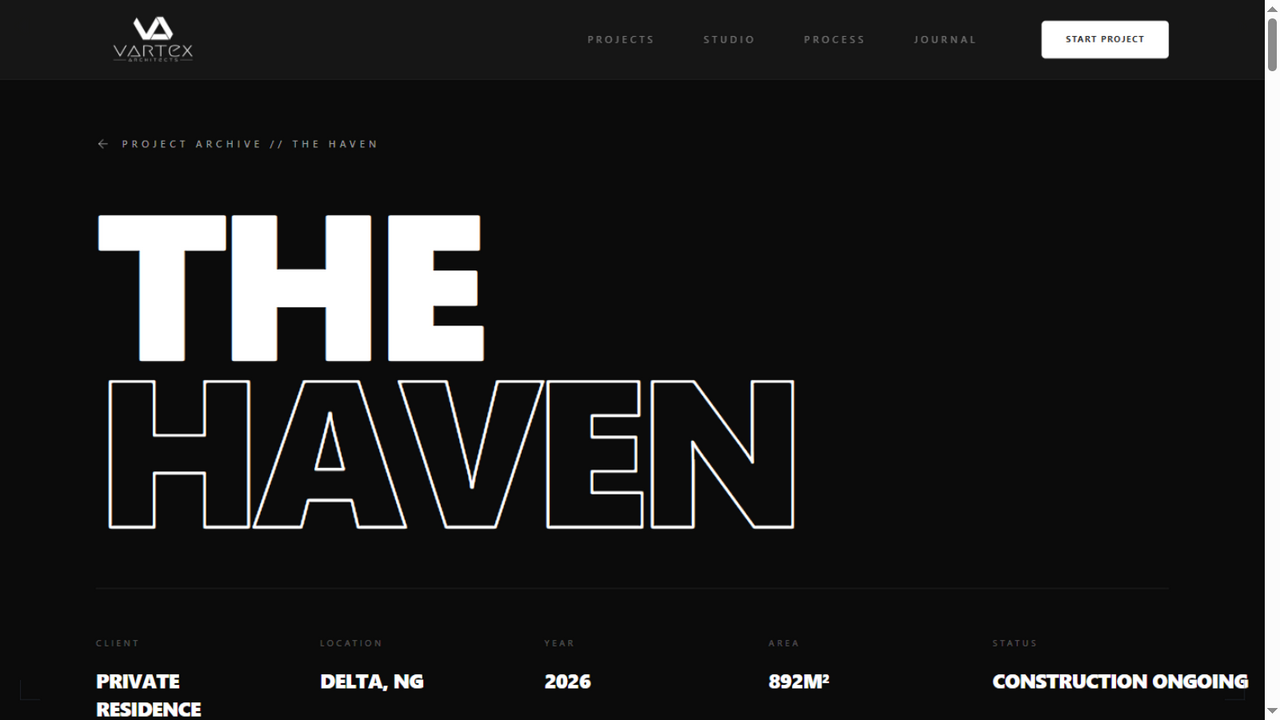 VARTEX
ARCHITECTS
PROJECTS
STUDIO
PROCESS
JOURNAL
START PROJECT
← PROJECT ARCHIVE // THE HAVEN
THE
HAVEN
CLIENT
PRIVATE
RESIDENCE
LOCATION
DELTA, NG
YEAR
2026
AREA
892M²
STATUS
CONSTRUCTION ONGOING